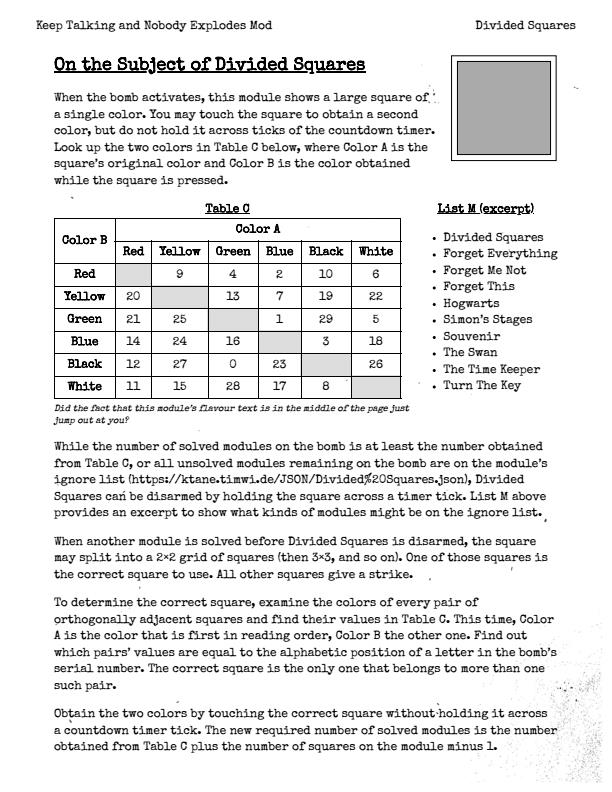 Keep Talking and Nobody Explodes Mod Divided Squares
On the Subject of Divided Squares
When the bomb activates, this module shows a large square of
a single color. You may touch the square to obtain a second
color, but do not hold it across ticks of the countdown timer.
Look up the two colors in Table C below, where Color A is the
square's original color and Color B is the color obtained
while the square is pressed.
Table C
Color B Color A
Red Yellow Green Blue Black White
Red 9 4 2 10 6
Yellow 20 13 7 19 22
Green 21 25 1 29 5
Blue 14 24 16 3 18
Black 12 27 0 23 26
White 11 15 28 17 8
Did the fact that this module's flavour text is in the middle of the page just
jump out at you?
List M (excerpt)
• Divided Squares
• Forget Everything
• Forget Me Not
• Forget This
• Hogwarts
• Simon's Stages
• Souvenir
• The Swan
• The Time Keeper
• Turn The Key
While the number of solved modules on the bomb is at least the number obtained
from Table C, or all unsolved modules remaining on the bomb are on the module's
ignore list (https://ktane.timwi.de/JSON/Divided%20Squares.json), Divided
Squares can be disarmed by holding the square across a timer tick. List M above
provides an excerpt to show what kinds of modules might be on the ignore list.
When another module is solved before Divided Squares is disarmed, the square
may split into a 2×2 grid of squares (then 3×3, and so on). One of those squares is
the correct square to use. All other squares give a strike.
To determine the correct square, examine the colors of every pair of
orthogonally adjacent squares and find their values in Table C. This time, Color
A is the color that is first in reading order, Color B the other one. Find out
which pairs' values are equal to the alphabetic position of a letter in the bomb's
serial number. The correct square is the only one that belongs to more than one
such pair.
Obtain the two colors by touching the correct square without holding it across
a countdown timer tick. The new required number of solved modules is the number
obtained from Table C plus the number of squares on the module minus 1.